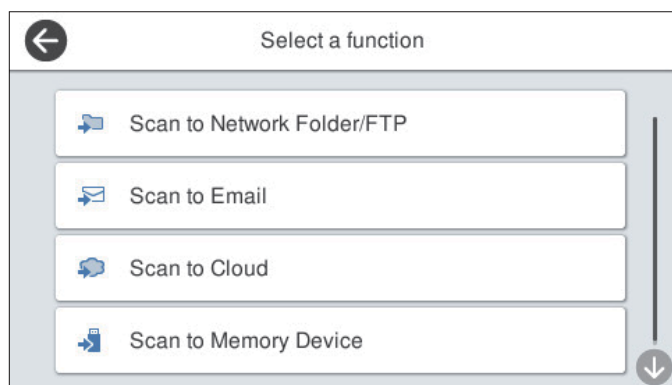 Select a function
Scan to Network Folder/FTP
Scan to Email
Scan to Cloud
Scan to Memory Device